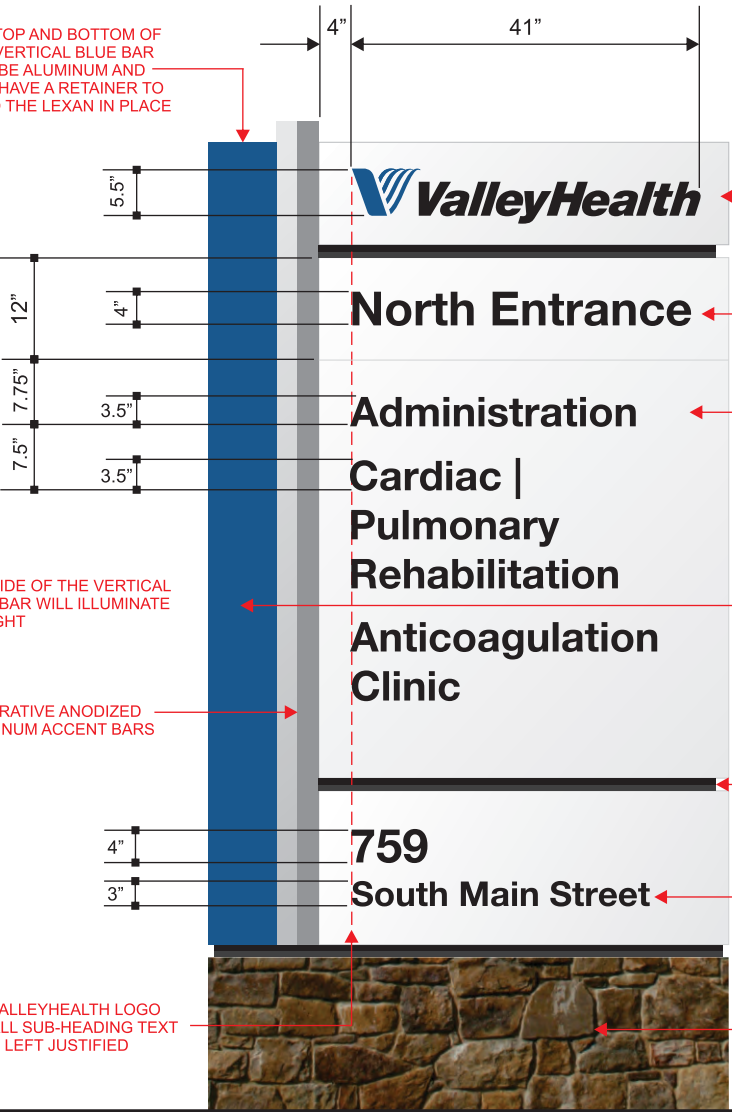 4"
41"
TOP AND BOTTOM OF
VERTICAL BLUE BAR
BE ALUMINUM AND
HAVE A RETAINER TO
THE LEXAN IN PLACE
5.5"
ValleyHealth
12"
4"
North Entrance
7.75"
3.5"
Administration
7.5"
3.5"
Cardiac |
Pulmonary
Rehabilitation
IDE OF THE VERTICAL
BAR WILL ILLUMINATE
GHT
Anticoagulation
Clinic
RATIVE ANODIZED
NUM ACCENT BARS
4"
759
3"
South Main Street
ALLEYHEALTH LOGO
LL SUB-HEADING TEXT
LEFT JUSTIFIED